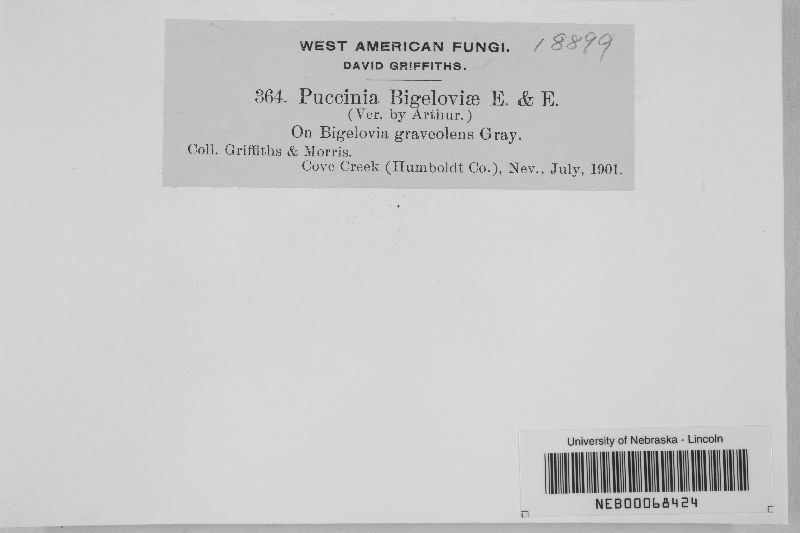 WEST AMERICAN FUNGI. 18899
DAVID GRIFFITHS.
364. Puccinia Bigeloviæ E. & E.
(Ver. by Arthur.)
On Bigelovia graveolens Gray.
Coll. Griffiths & Morris.
Cove Creek (Humboldt Co.), Nev., July, 1901.
University of Nebraska - Lincoln
NEB00068424